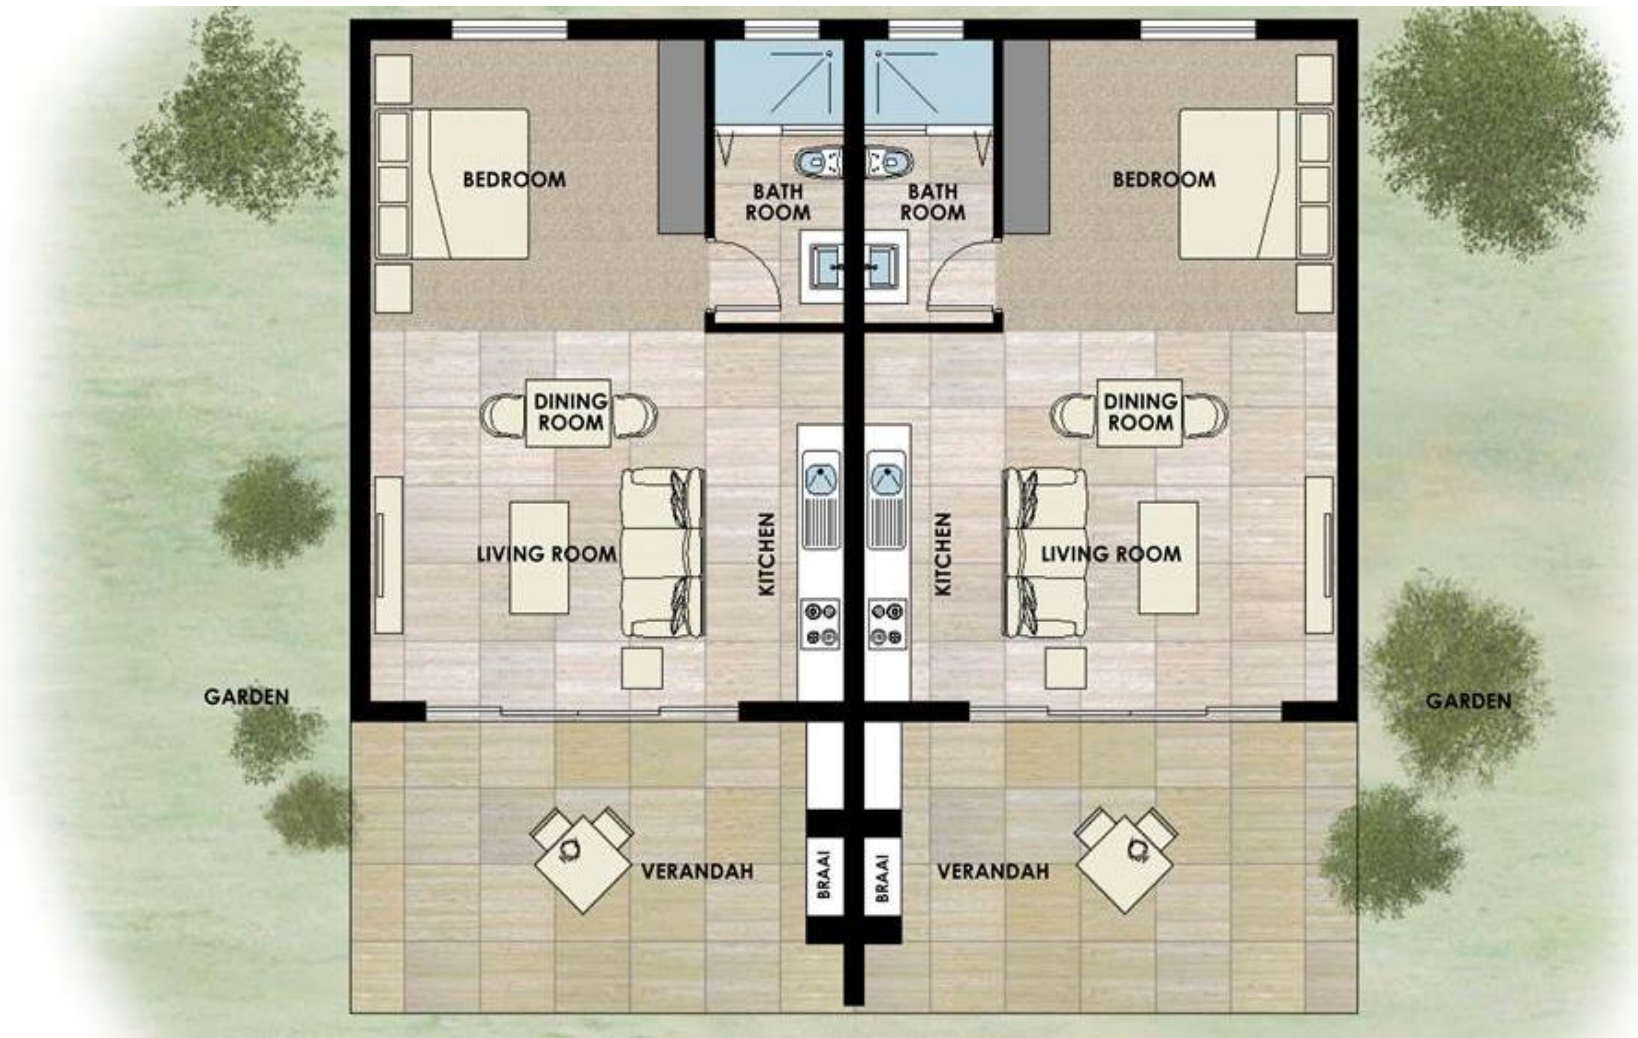 BEDROOM
BATH
ROOM
BATH
ROOM
BEDROOM
DINING
ROOM
DINING
ROOM
LIVING ROOM
KITCHEN
KITCHEN
LIVING ROOM
GARDEN
GARDEN
VERANDAH
BRAAI
BRAAI
VERANDAH